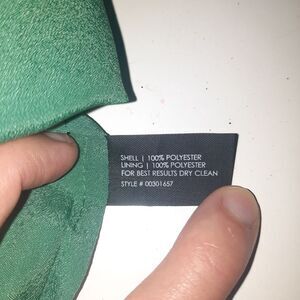 SHELL | 100% POLYESTER
LINING | 100% POLYESTER
FOR BEST RESULTS DRY CLEAN
STYLE # 00301657